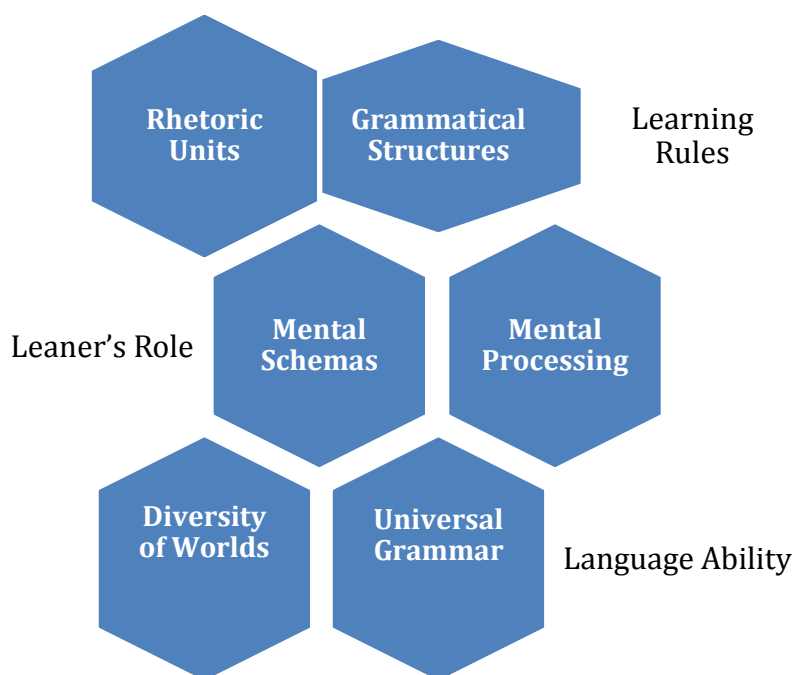 Rhetoric
Units
Grammatical
Structures
Learning
Rules
Leaner’s Role
Mental
Schemas
Mental
Processing
Diversity
of Worlds
Universal
Grammar
Language Ability